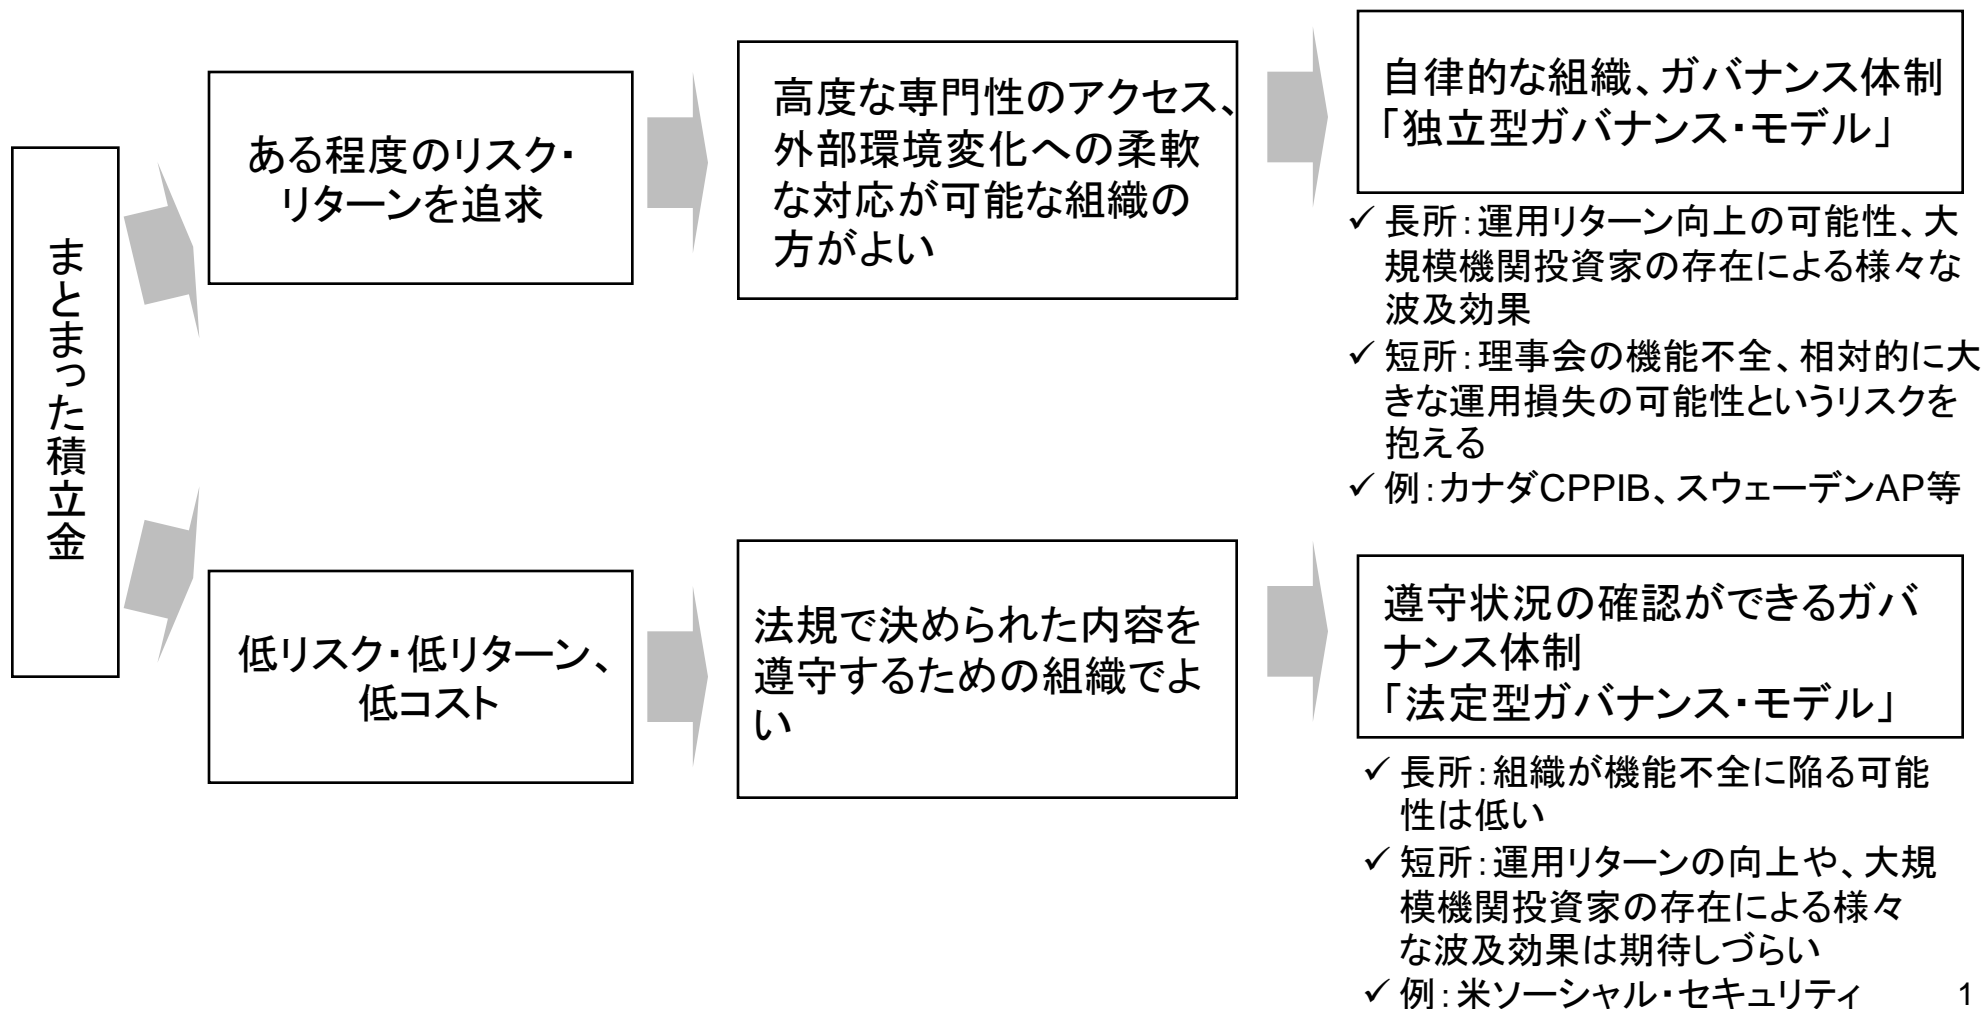 まとまった積立金
ある程度のリスク・
リターンを追求
高度な専門性のアクセス、
外部環境変化への柔軟
な対応が可能な組織の
方がよい
自律的な組織、ガバナンス体制
「独立型ガバナンス・モデル」
✓ 長所：運用リターン向上の可能性、大
規模機関投資家の存在による様々な
波及効果
✓ 短所：理事会の機能不全、相対的に大
きな運用損失の可能性というリスクを
抱える
✓ 例：カナダCPPIB、スウェーデンAP等
低リスク・低リターン、
低コスト
法規で決められた内容を
遵守するための組織でよ
い
遵守状況の確認ができるガバ
ナンス体制
「法定型ガバナンス・モデル」
✓ 長所：組織が機能不全に陥る可能
性は低い
✓ 短所：運用リターンの向上や、大規
模機関投資家の存在による様々
な波及効果は期待しづらい
✓ 例：米ソーシャル・セキュリティ
1